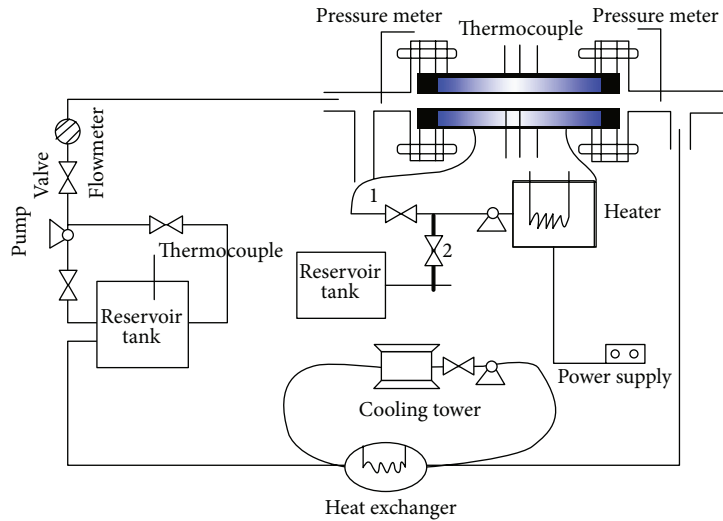 Pressure meter
Pressure meter
Thermocouple
Flowmeter
Valve
Pump
1
Heater
Thermocouple
2
Reservoir
tank
Reservoir
tank
Power supply
Cooling tower
Heat exchanger